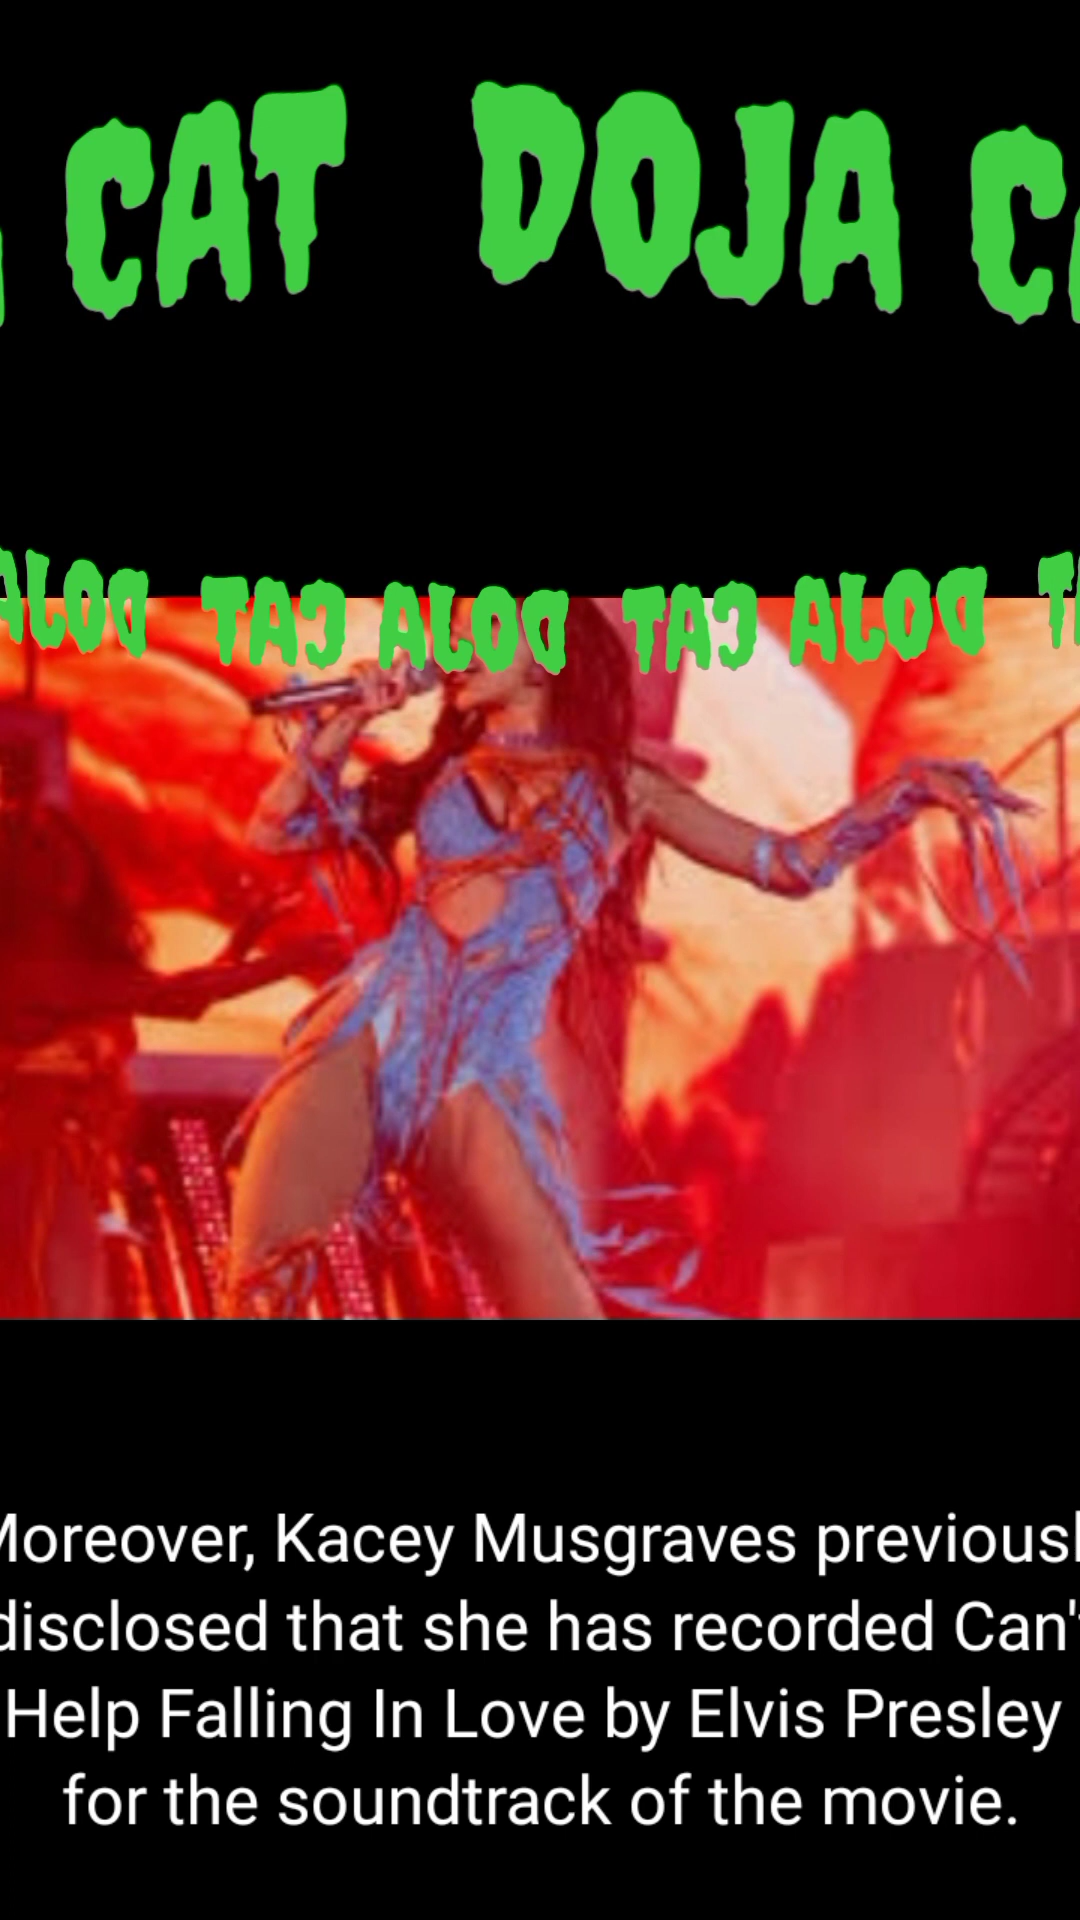 CAT DOJA
DOJA CAT DOJA CAT DOJA
Moreover, Kacey Musgraves previousl
disclosed that she has recorded Can't
Help Falling In Love by Elvis Presley
for the soundtrack of the movie.